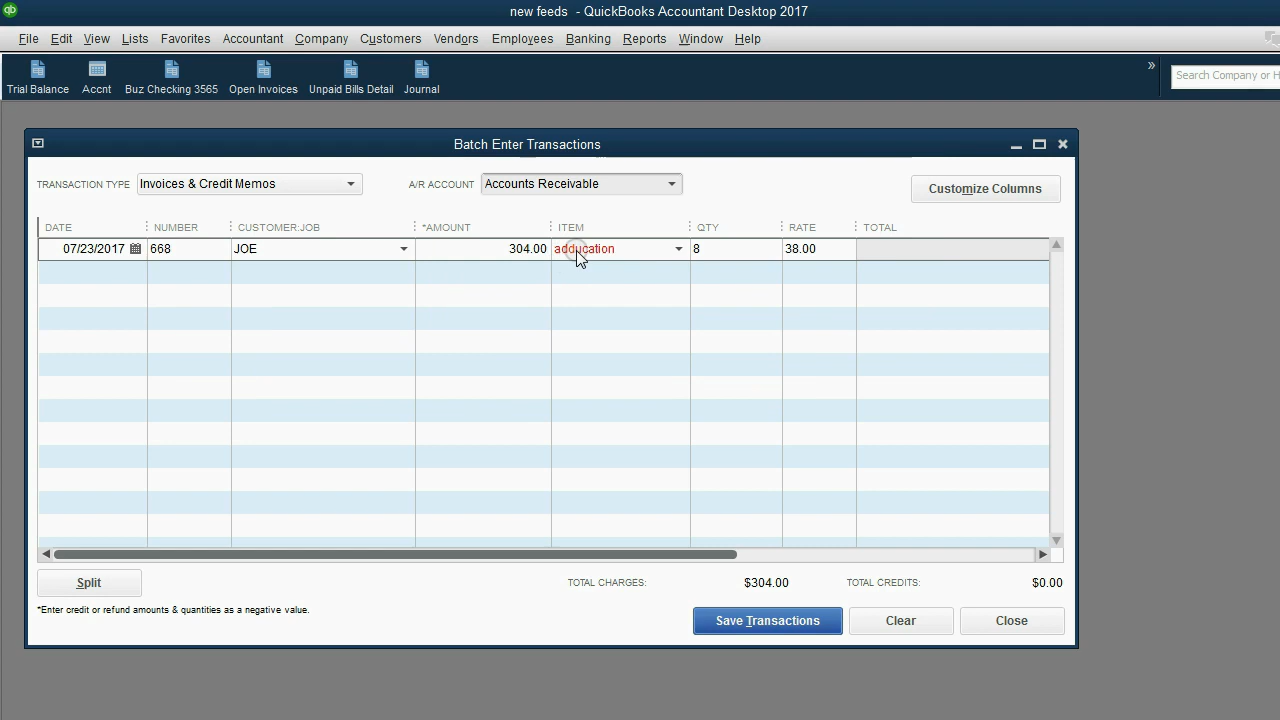 qb
new feeds - QuickBooks Accountant Desktop 2017
File Edit View Lists Favorites Accountant Company Customers Vendors Employees Banking Reports Window Help
Trial Balance Accnt Buz Checking 3565 Open Invoices Unpaid Bills Detail Journal » Search Company or H
Batch Enter Transactions
TRANSACTION TYPE Invoices & Credit Memos A/R ACCOUNT Accounts Receivable Customize Columns
DATE NUMBER CUSTOMER:JOB *AMOUNT ITEM QTY RATE TOTAL
07/23/2017 668 JOE 304.00 adducation 8 38.00
Split TOTAL CHARGES: $304.00 TOTAL CREDITS: $0.00
*Enter credit or refund amounts & quantities as a negative value.
Save Transactions Clear Close